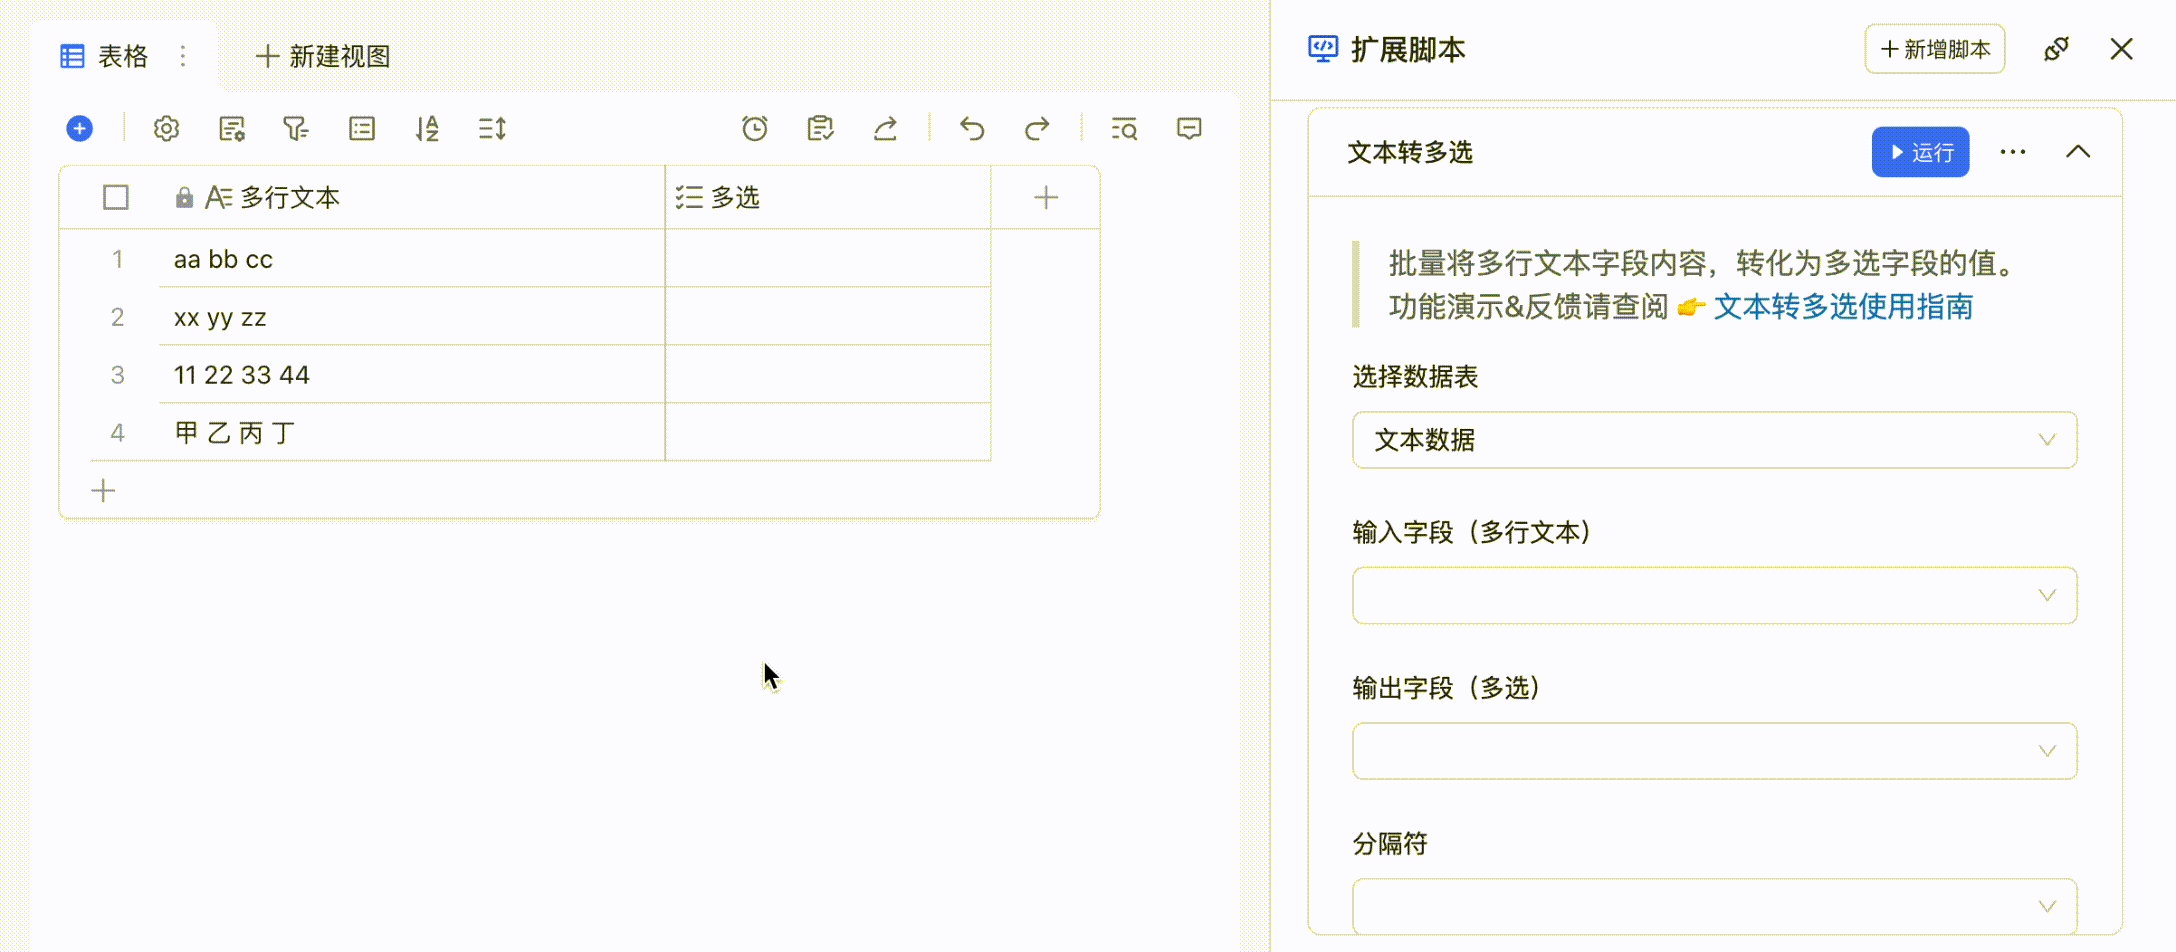 表格
新建视图
多行文本
多选
1
aa bb cc
2
xx yy zz
3
11 22 33 44
4
甲 乙 丙 丁
扩展脚本
新增脚本
文本转多选
运行
批量将多行文本字段内容，转化为多选字段的值。
功能演示&反馈请查阅 👉 文本转多选使用指南
选择数据表
文本数据
输入字段（多行文本）
输出字段（多选）
分隔符